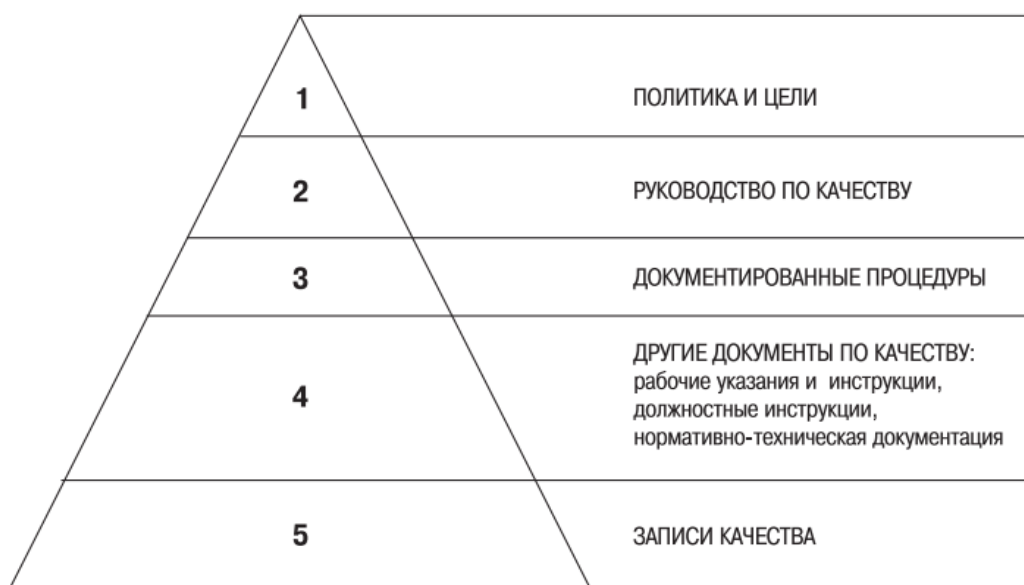 1
ПОЛИТИКА И ЦЕЛИ
2
РУКОВОДСТВО ПО КАЧЕСТВУ
3
ДОКУМЕНТИРОВАННЫЕ ПРОЦЕДУРЫ
4
ДРУГИЕ ДОКУМЕНТЫ ПО КАЧЕСТВУ:
рабочие указания и инструкции,
должностные инструкции,
нормативно-техническая документация
5
ЗАПИСИ КАЧЕСТВА